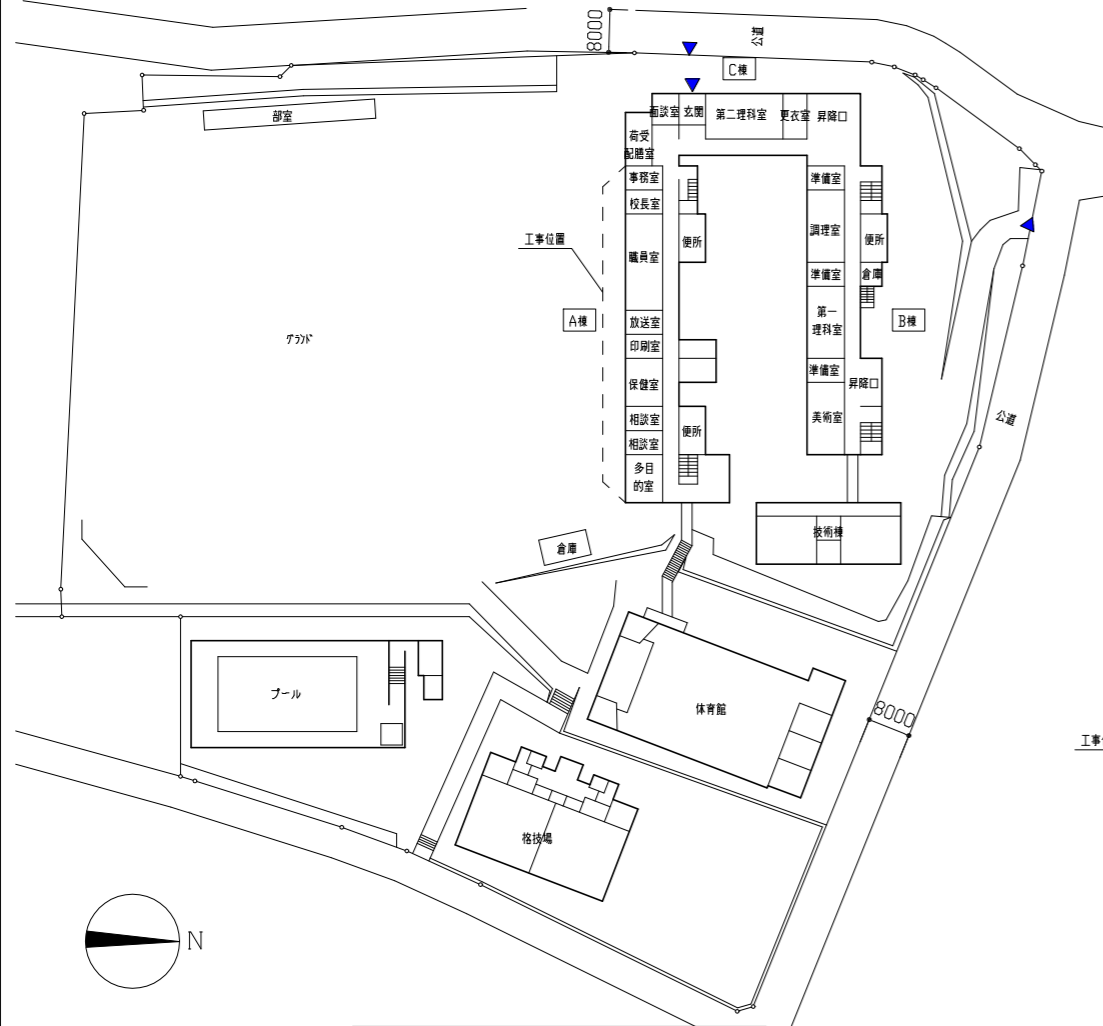 8000
公道
C棟
部室
面談室
玄関
第二理科室
更衣室
昇降口
荷受
配膳室
事務室
校長室
職員室
便所
放送室
印刷室
保健室
相談室
相談室
便所
多目
的室
準備室
調理室
便所
準備室
倉庫
第一
理科室
準備室
昇降口
美術室
工事位置
A棟
B棟
グランド
公道
技術棟
倉庫
プール
体育館
8000
格技場
N